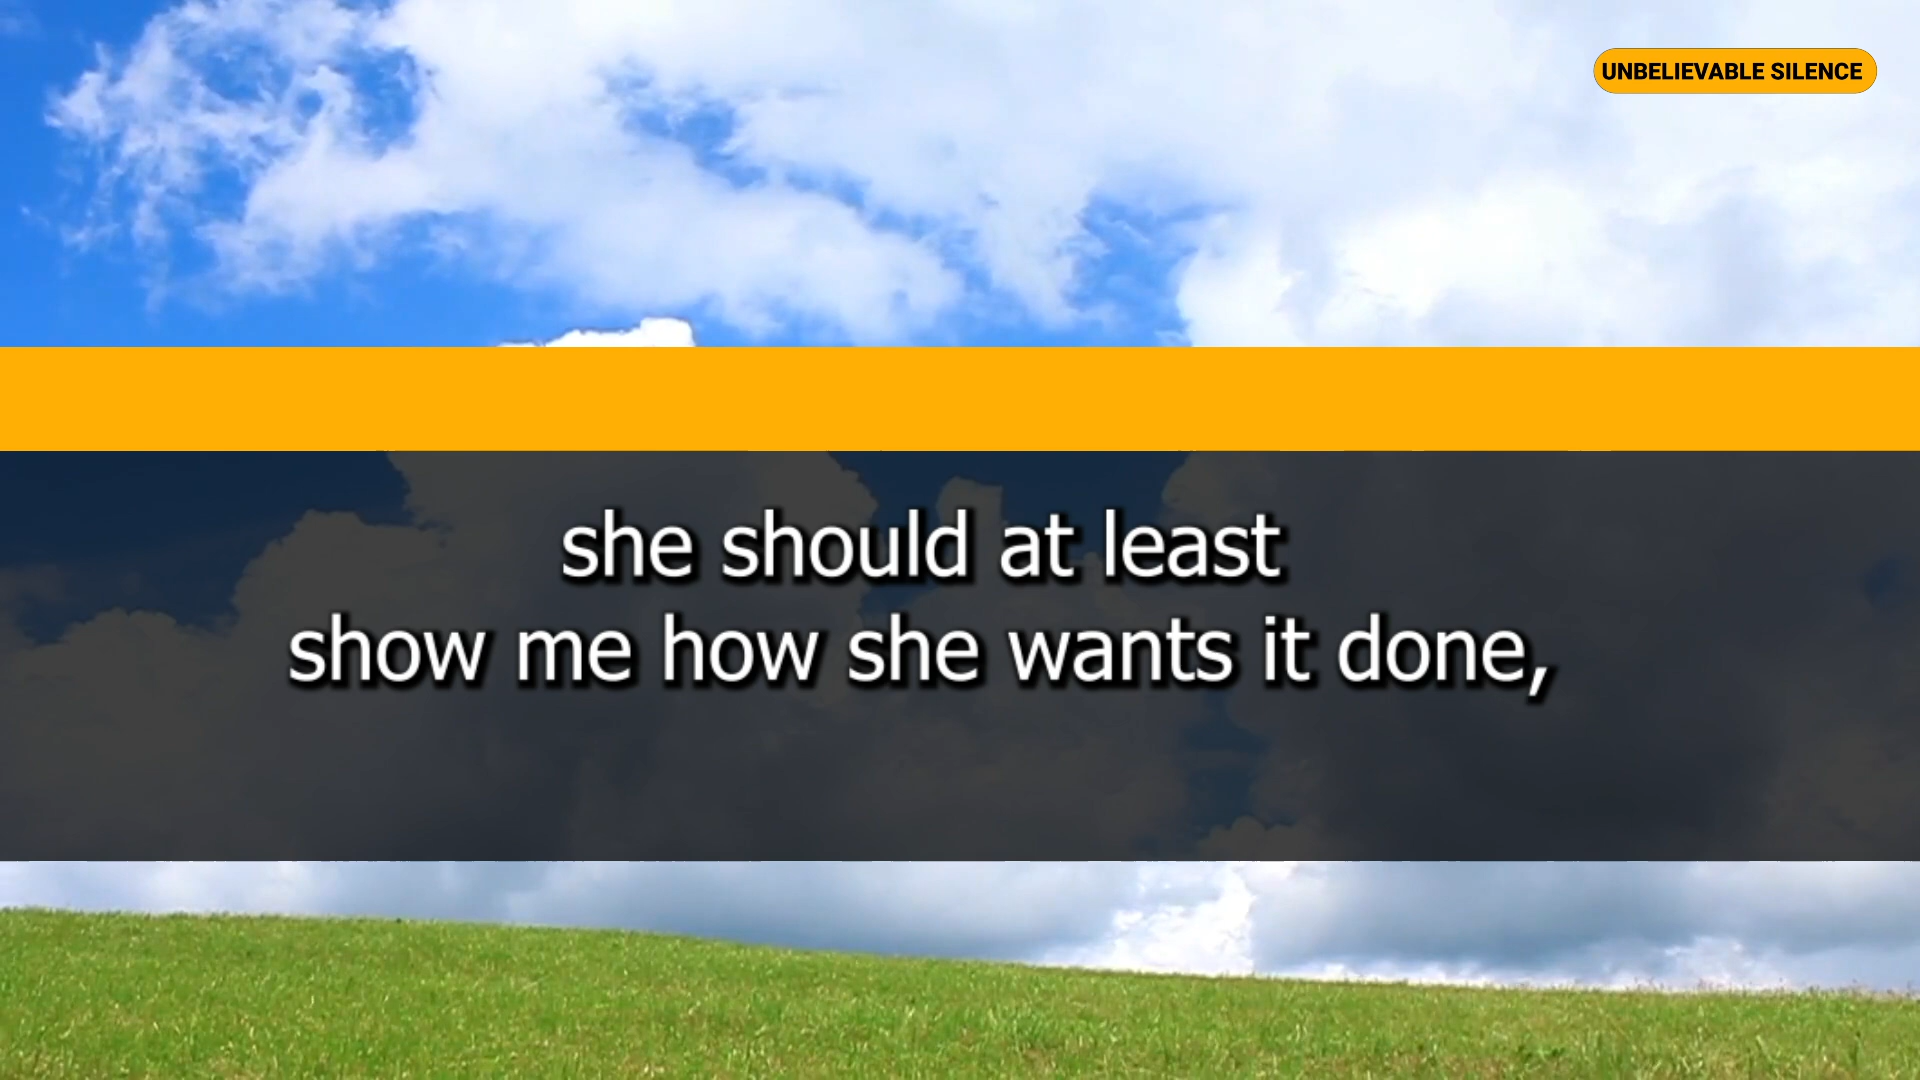 UNBELIEVABLE SILENCE
she should at least
show me how she wants it done,